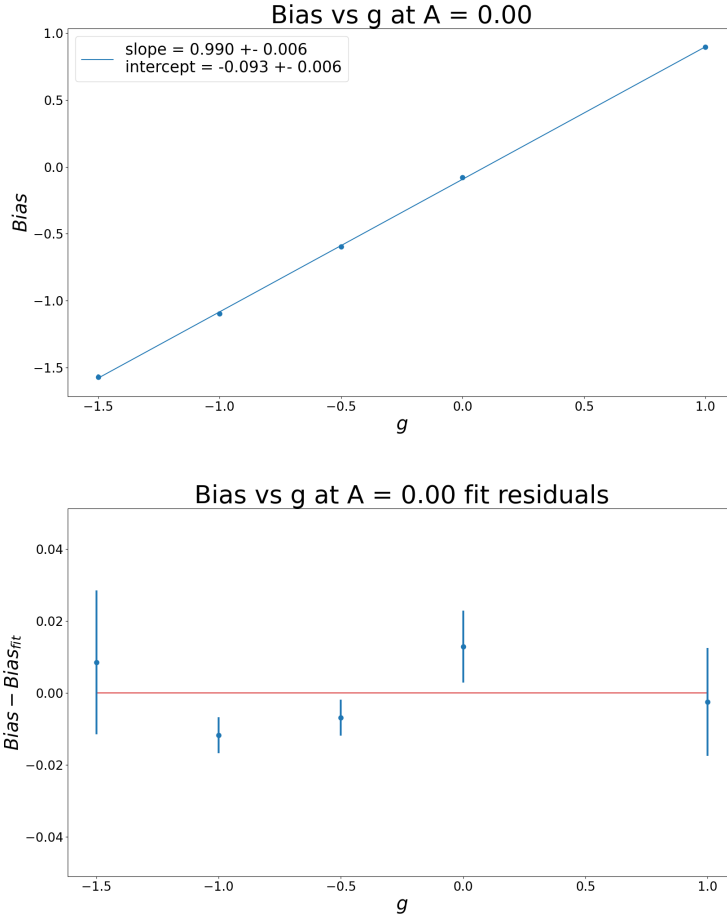 Bias vs g at A = 0.00
slope = 0.990 +- 0.006
intercept = -0.093 +- 0.006
1.0
0.5
0.0
−0.5
−1.0
−1.5
Bias
−1.5 −1.0 −0.5 0.0 0.5 1.0
g
Bias vs g at A = 0.00 fit residuals
0.04
0.02
0.00
−0.02
−0.04
Bias − Bias_fit
−1.5 −1.0 −0.5 0.0 0.5 1.0
g